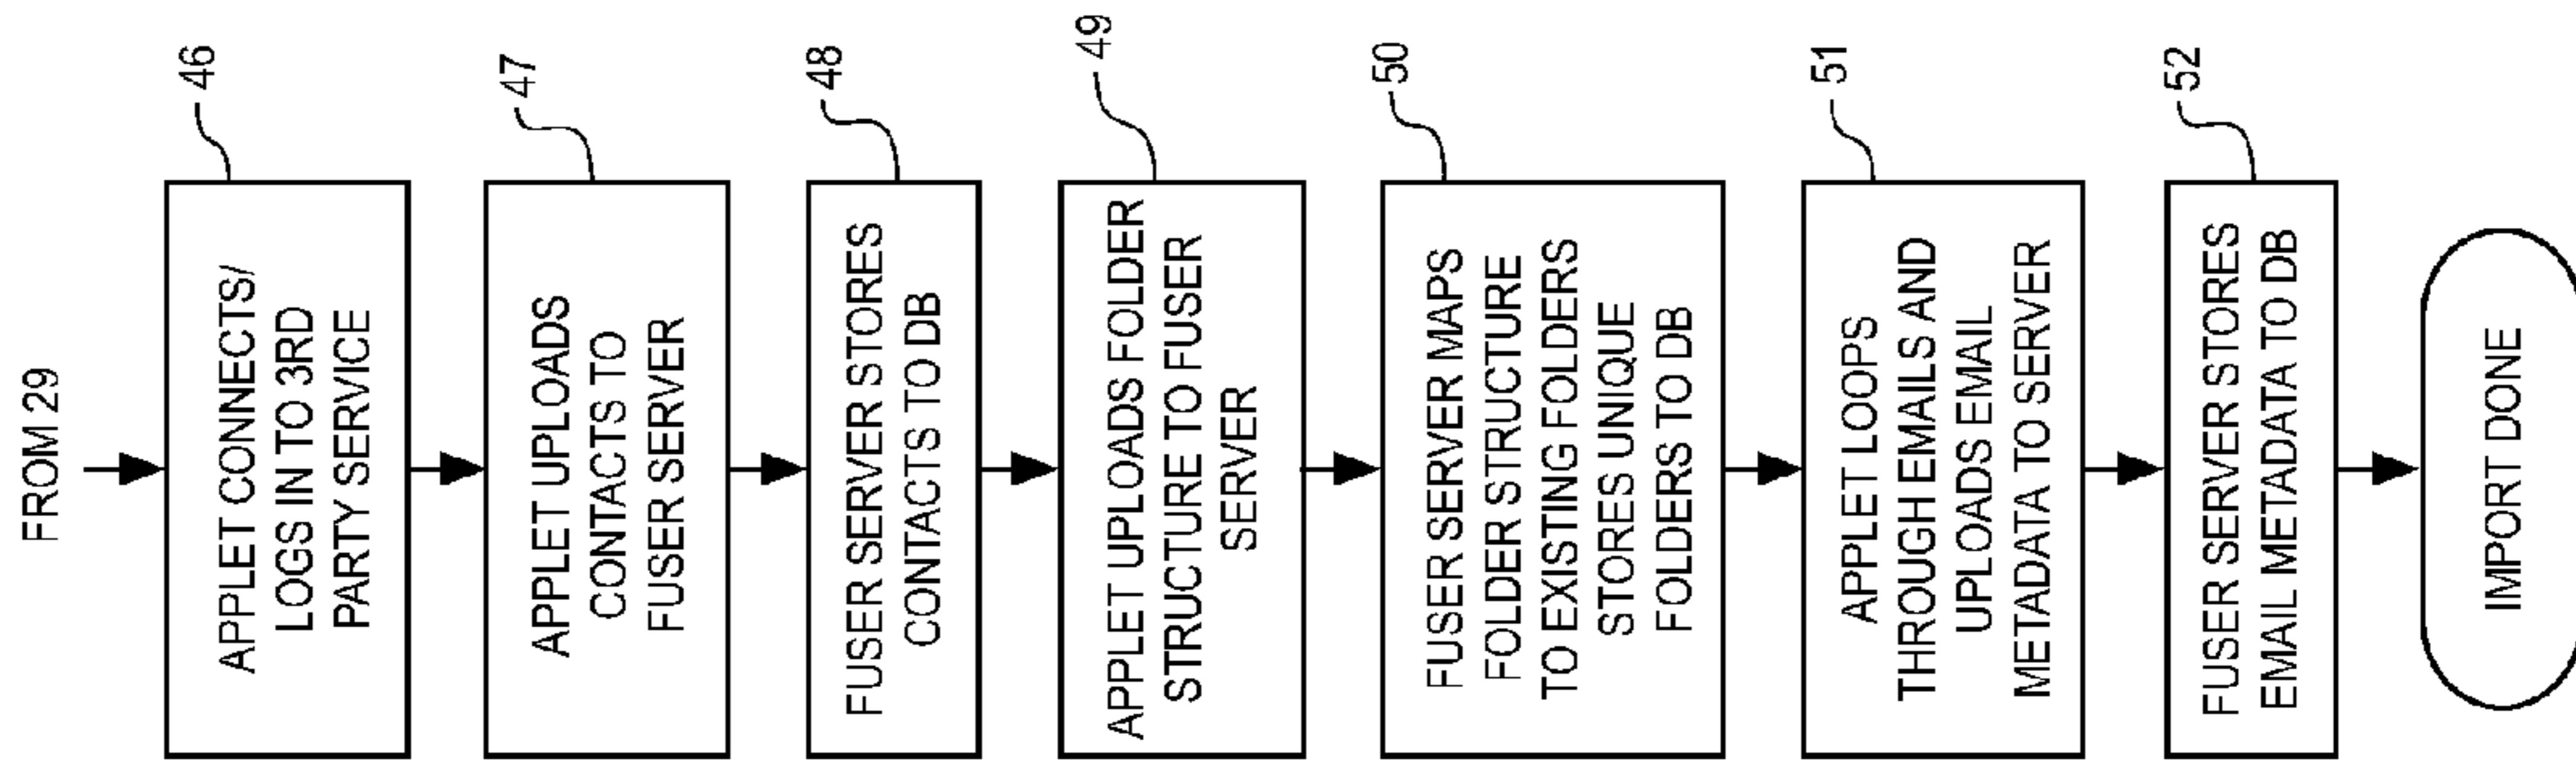 FROM 29
46
APPLET CONNECTS/
LOGS IN TO 3RD
PARTY SERVICE
47
APPLET UPLOADS
CONTACTS TO
FUSER SERVER
48
FUSER SERVER STORES
CONTACTS TO DB
49
APPLET UPLOADS FOLDER
STRUCTURE TO FUSER
SERVER
50
FUSER SERVER MAPS
FOLDER STRUCTURE
TO EXISTING FOLDERS
STORES UNIQUE
FOLDERS TO DB
51
APPLET LOOPS
THROUGH EMAILS AND
UPLOADS EMAIL
METADATA TO SERVER
52
FUSER SERVER STORES
EMAIL METADATA TO DB
IMPORT DONE